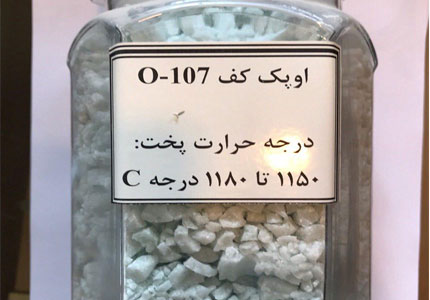 اوپک کف O-107
درجه حرارت پخت:
۱۱۵۰ تا ۱۱۸۰ درجه C